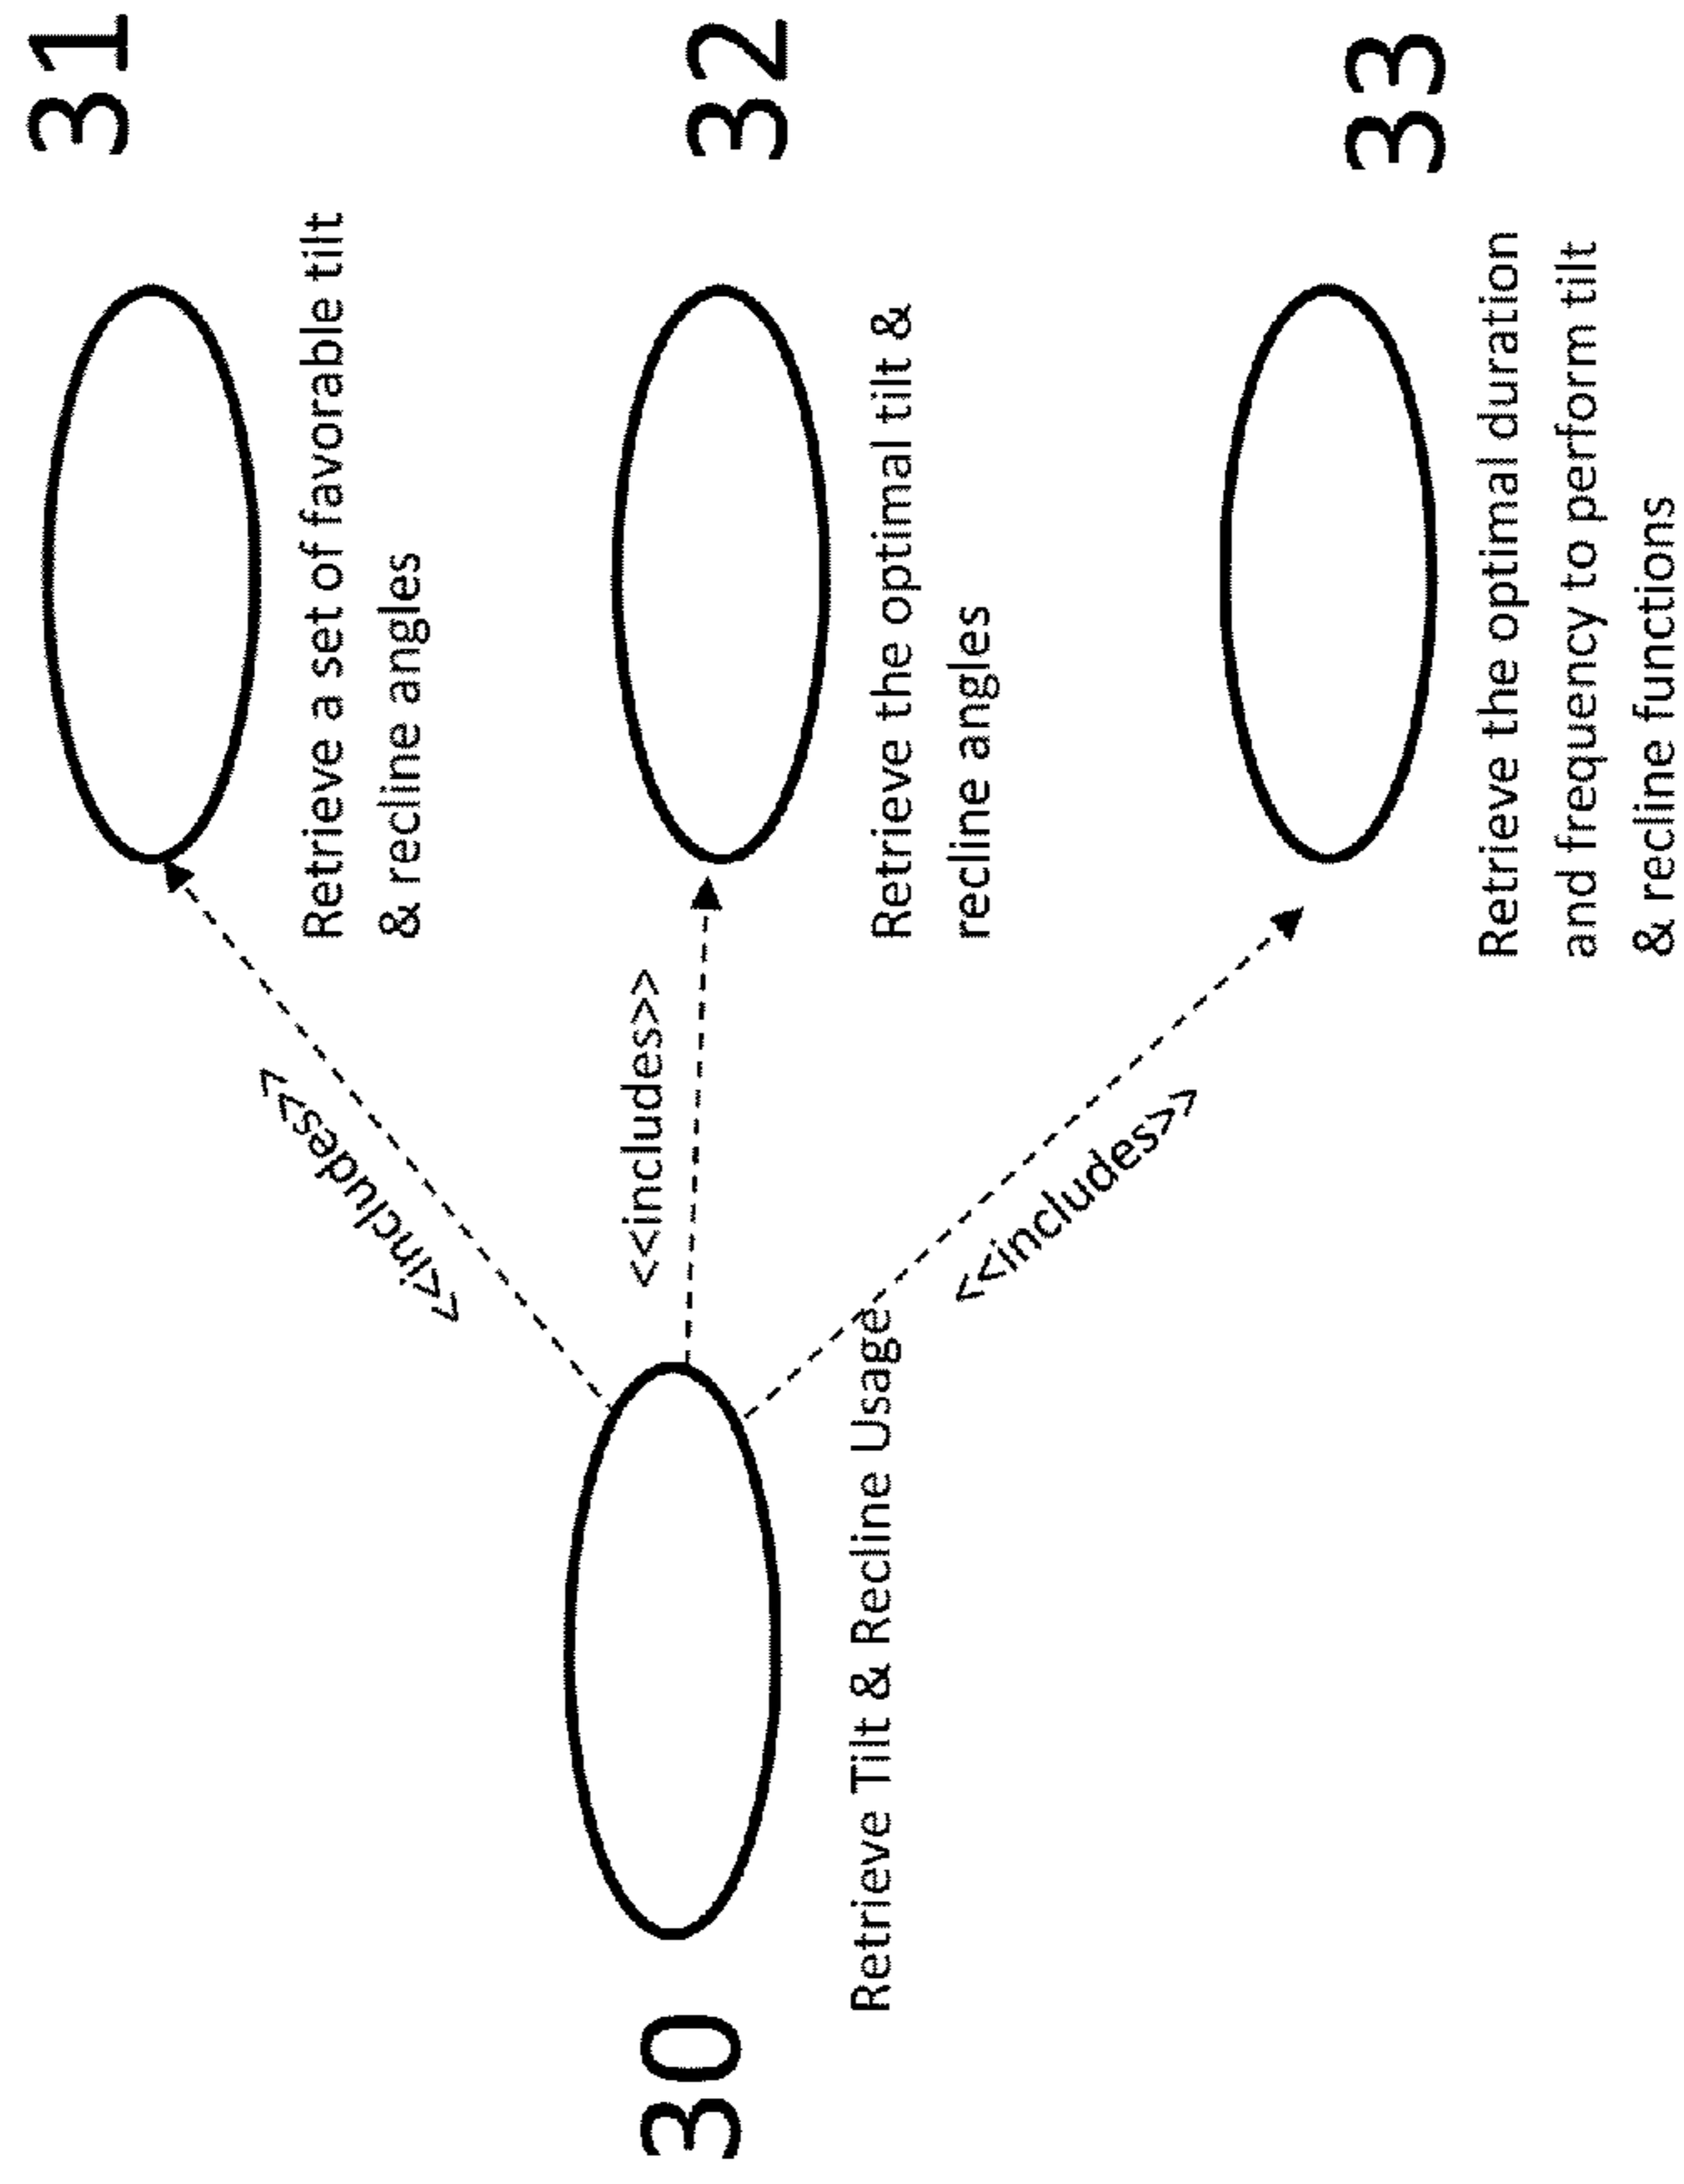 31
Retrieve a set of favorable tilt
& recline angles
<<includes>>
30
Retrieve Tilt & Recline Usage
<<includes>>
32
Retrieve the optimal tilt &
recline angles
<<includes>>
33
Retrieve the optimal duration
and frequency to perform tilt
& recline functions